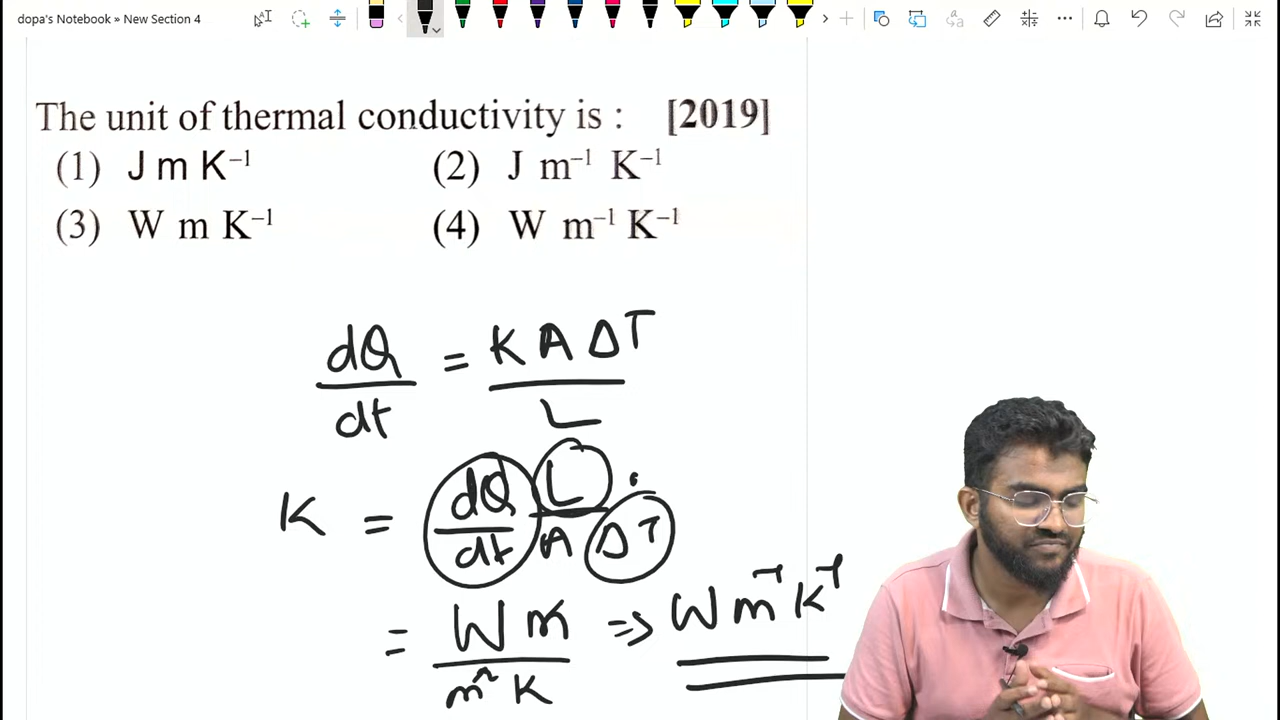 dopa's Notebook » New Section 4
The unit of thermal conductivity is : [2019]
(1) J m K⁻¹ (2) J m⁻¹ K⁻¹
(3) W m K⁻¹ (4) W m⁻¹ K⁻¹
dQ/dt = K A ΔT / L
K = dQ/dt L / A ΔT
= W m / m² K ⇒ W m⁻¹ K⁻¹